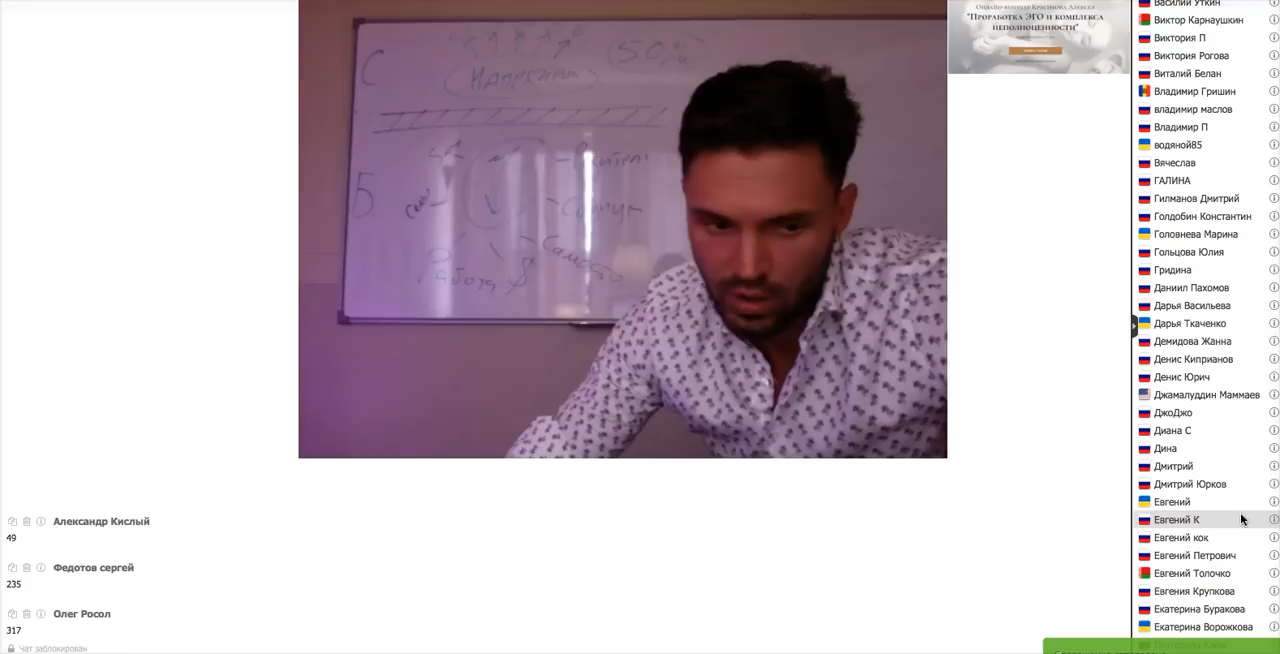 50%
С
Напряжен
Б
Онлайн-вебинар Красикова Алексея
"Проработка ЭГО и комплекса
неполноценности"
Василий Уткин
Виктор Карнаушкин
Виктория П
Виктория Рогова
Виталий Белан
Владимир Гришин
владимир маслов
Владимир П
водяной85
Вячеслав
ГАЛИНА
Гилманов Дмитрий
Голдобин Константин
Головнева Марина
Гольцова Юлия
Гридина
Даниил Пахомов
Дарья Васильева
Дарья Ткаченко
Демидова Жанна
Денис Киприанов
Денис Юрич
Джамалуддин Маммаев
ДжоДжо
Диана С
Дина
Дмитрий
Дмитрий Юрков
Евгений
Евгений К
Евгений кок
Евгений Петрович
Евгений Толочко
Евгения Крупкова
Екатерина Буракова
Екатерина Ворожкова
Александр Кислый
49
Федотов сергей
235
Олег Росол
317
Чат заблокирован